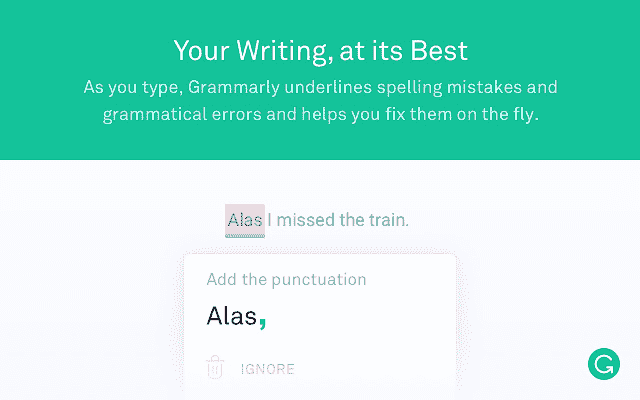 Your Writing, at its Best
As you type, Grammarly underlines spelling mistakes and
grammatical errors and helps you fix them on the fly.
Alas I missed the train.
Add the punctuation
Alas,
IGNORE
G